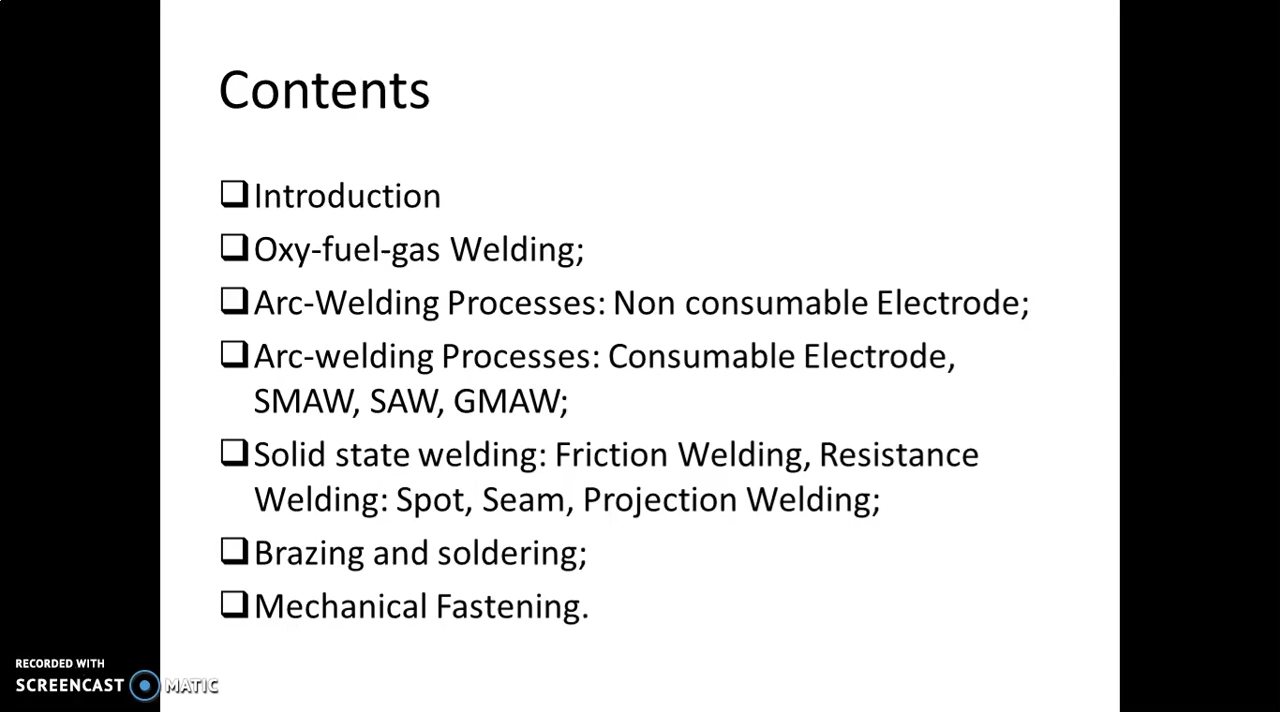 Contents
Introduction
Oxy-fuel-gas Welding;
Arc-Welding Processes: Non consumable Electrode;
Arc-welding Processes: Consumable Electrode,
SMAW, SAW, GMAW;
Solid state welding: Friction Welding, Resistance
Welding: Spot, Seam, Projection Welding;
Brazing and soldering;
Mechanical Fastening.
RECORDED WITH
SCREENCAST MATIC